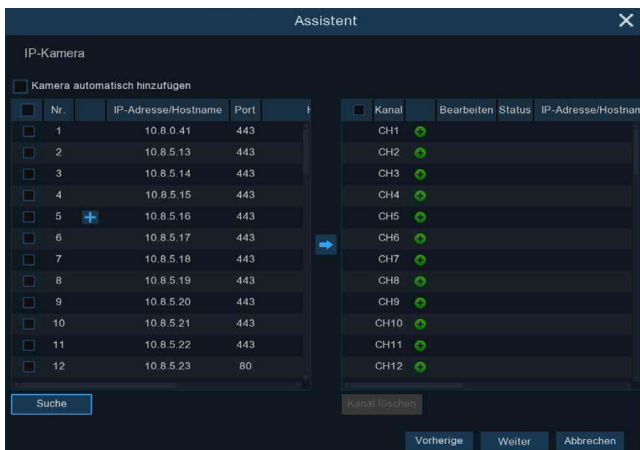 Assistent
IP-Kamera
Kamera automatisch hinzufügen
Nr. IP-Adresse/Hostname Port
1 10.8.0.41 443
2 10.8.5.13 443
3 10.8.5.14 443
4 10.8.5.15 443
5 10.8.5.16 443
6 10.8.5.17 443
7 10.8.5.18 443
8 10.8.5.19 443
9 10.8.5.20 443
10 10.8.5.21 443
11 10.8.5.22 443
12 10.8.5.23 80
Suche
Kanal Bearbeiten Status IP-Adresse/Hostnam
CH1
CH2
CH3
CH4
CH5
CH6
CH7
CH8
CH9
CH10
CH11
CH12
Kanal löschen
Vorherige Weiter Abbrechen